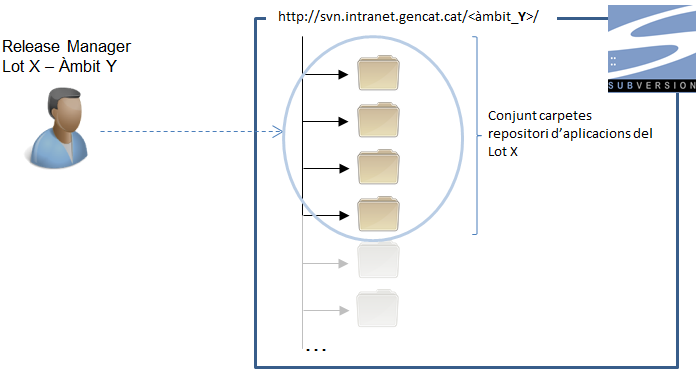 http://svn.intranet.gencat.cat/<àmbit_Y>/
Release Manager
Lot X – Àmbit Y
SUBVERSION
Conjunt carpetes
repositori d'aplicacions del
Lot X
...